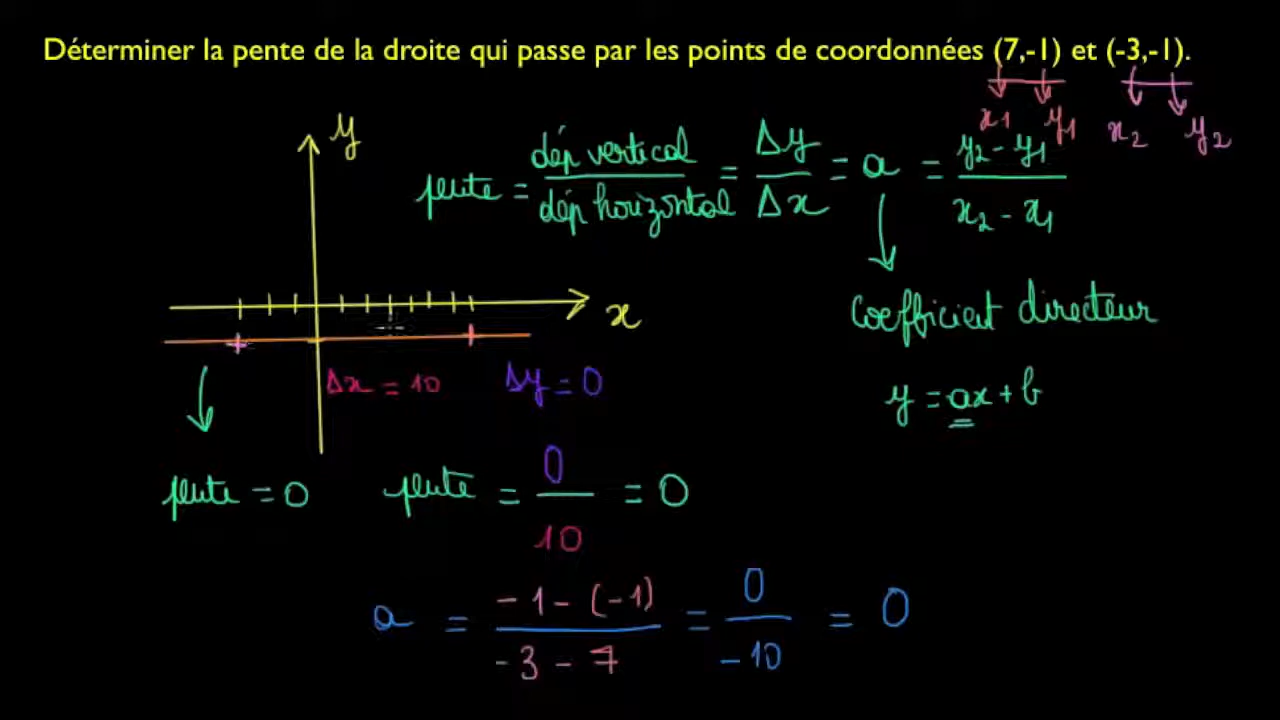 Déterminer la pente de la droite qui passe par les points de coordonnées (7,-1) et (-3,-1).
x1 y1 x2 y2
y
pente = dép vertical / dép horizontal = Δy / Δx = a = y2 - y1 / x2 - x1
x
coefficient directeur
Δx = 10 Δy = 0
y = ax + b
pente = 0 pente = 0 / 10 = 0
a = -1 - (-1) / -3 - 7 = 0 / -10 = 0